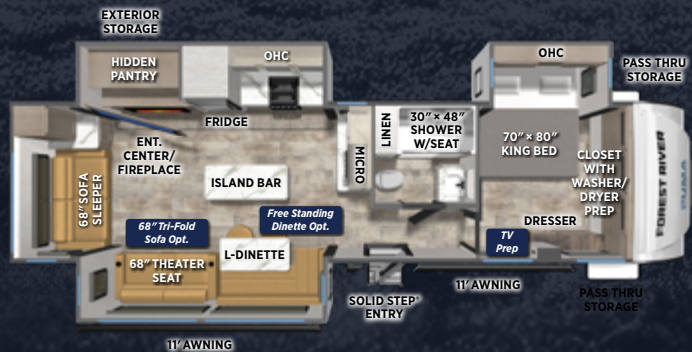 EXTERIOR
STORAGE
HIDDEN
PANTRY
OHC
OHC
PASS THRU
STORAGE
FRIDGE
ENT.
CENTER/
FIREPLACE
LINEN
30" × 48"
SHOWER
W/SEAT
MICRO
70" × 80"
KING BED
CLOSET
WITH
WASHER/
DRYER
PREP
FOREST RIVER
PUMA
68" SOFA
SLEEPER
ISLAND BAR
68" Tri-Fold
Sofa Opt.
Free Standing
Dinette Opt.
DRESSER
TV
Prep
L-DINETTE
68" THEATER
SEAT
SOLID STEP®
ENTRY
11' AWNING
PASS THRU
STORAGE
11' AWNING